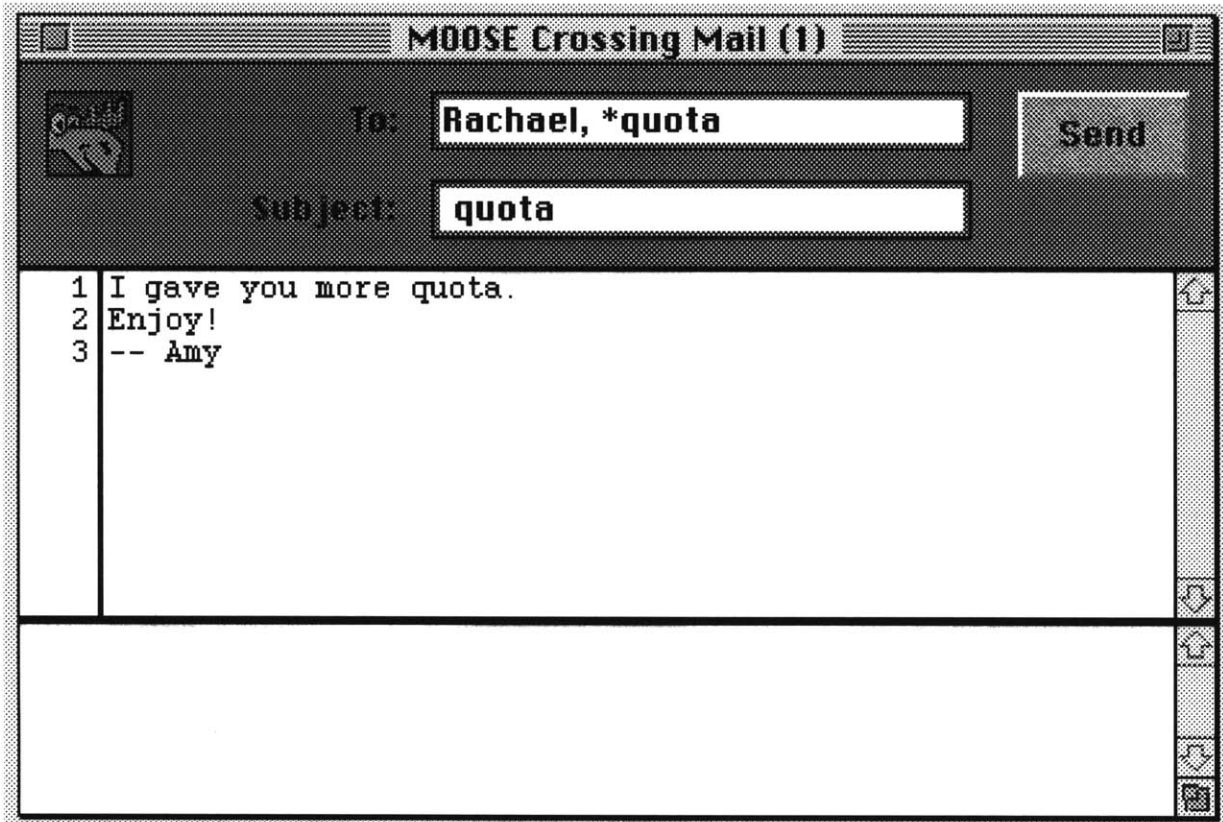 MOOSE Crossing Mail (1)
To: Rachael, *quota
Send
Subject: quota
1 I gave you more quota.
2 Enjoy!
3 -- Amy